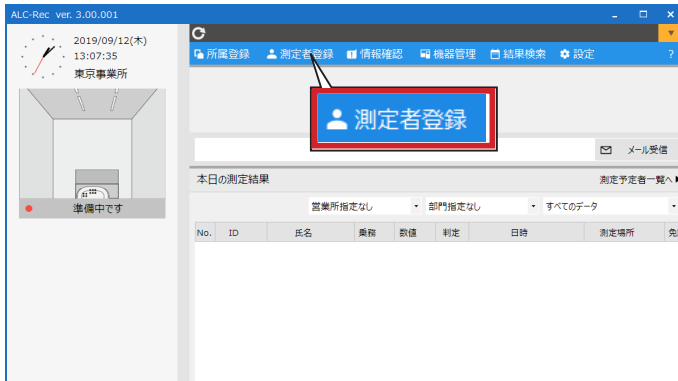 ALC-Rec ver. 3.00.001
2019/09/12(木)
13:07:35
東京事業所
準備中です
所属登録 測定者登録 情報確認 機器管理 結果検索 設定 ?
測定者登録
メール受信
本日の測定結果 測定予定者一覧へ
営業所指定なし 部門指定なし すべてのデータ
No. ID 氏名 乗務 数値 判定 日時 測定場所 免